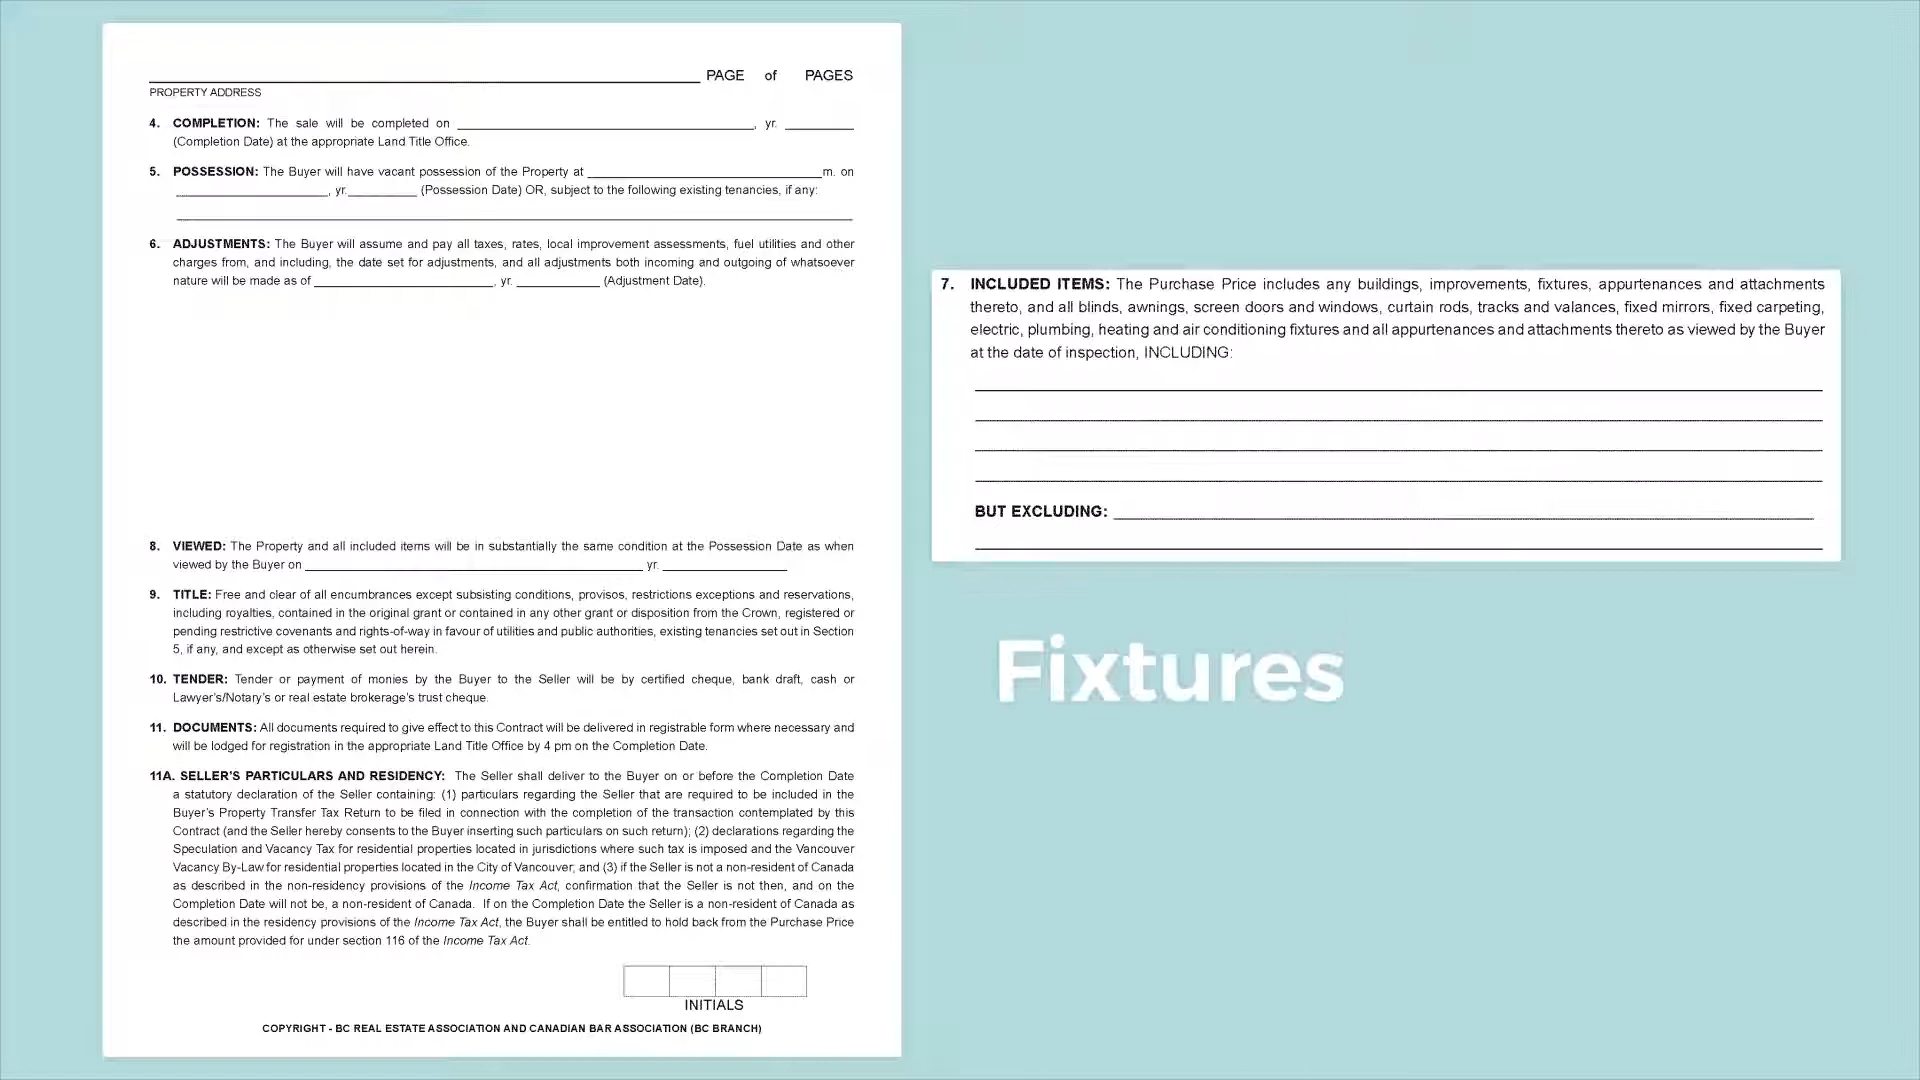 PAGE of PAGES
PROPERTY ADDRESS
4. COMPLETION: The sale will be completed on ____, yr. ____
(Completion Date) at the appropriate Land Title Office.
5. POSSESSION: The Buyer will have vacant possession of the Property at ____m. on
____, yr.____ (Possession Date) OR, subject to the following existing tenancies, if any:
6. ADJUSTMENTS: The Buyer will assume and pay all taxes, rates, local improvement assessments, fuel utilities and other
charges from, and including, the date set for adjustments, and all adjustments both incoming and outgoing of whatsoever
nature will be made as of ____, yr. ____ (Adjustment Date).
8. VIEWED: The Property and all included items will be in substantially the same condition at the Possession Date as when
viewed by the Buyer on ____ yr. ____
9. TITLE: Free and clear of all encumbrances except subsisting conditions, provisos, restrictions exceptions and reservations,
including royalties, contained in the original grant or contained in any other grant or disposition from the Crown, registered or
pending restrictive covenants and rights-of-way in favour of utilities and public authorities, existing tenancies set out in Section
5, if any, and except as otherwise set out herein.
10. TENDER: Tender or payment of monies by the Buyer to the Seller will be by certified cheque, bank draft, cash or
Lawyer's/Notary's or real estate brokerage's trust cheque.
11. DOCUMENTS: All documents required to give effect to this Contract will be delivered in registrable form where necessary and
will be lodged for registration in the appropriate Land Title Office by 4 pm on the Completion Date.
11A. SELLER'S PARTICULARS AND RESIDENCY: The Seller shall deliver to the Buyer on or before the Completion Date
a statutory declaration of the Seller containing: (1) particulars regarding the Seller that are required to be included in the
Buyer's Property Transfer Tax Return to be filed in connection with the completion of the transaction contemplated by this
Contract (and the Seller hereby consents to the Buyer inserting such particulars on such return); (2) declarations regarding the
Speculation and Vacancy Tax for residential properties located in jurisdictions where such tax is imposed and the Vancouver
Vacancy By-Law for residential properties located in the City of Vancouver; and (3) if the Seller is not a non-resident of Canada
as described in the non-residency provisions of the Income Tax Act, confirmation that the Seller is not then, and on the
Completion Date will not be, a non-resident of Canada. If on the Completion Date the Seller is a non-resident of Canada as
described in the residency provisions of the Income Tax Act, the Buyer shall be entitled to hold back from the Purchase Price
the amount provided for under section 116 of the Income Tax Act.
INITIALS
COPYRIGHT - BC REAL ESTATE ASSOCIATION AND CANADIAN BAR ASSOCIATION (BC BRANCH)
7. INCLUDED ITEMS: The Purchase Price includes any buildings, improvements, fixtures, appurtenances and attachments
thereto, and all blinds, awnings, screen doors and windows, curtain rods, tracks and valances, fixed mirrors, fixed carpeting,
electric, plumbing, heating and air conditioning fixtures and all appurtenances and attachments thereto as viewed by the Buyer
at the date of inspection, INCLUDING:
BUT EXCLUDING: ____
Fixtures